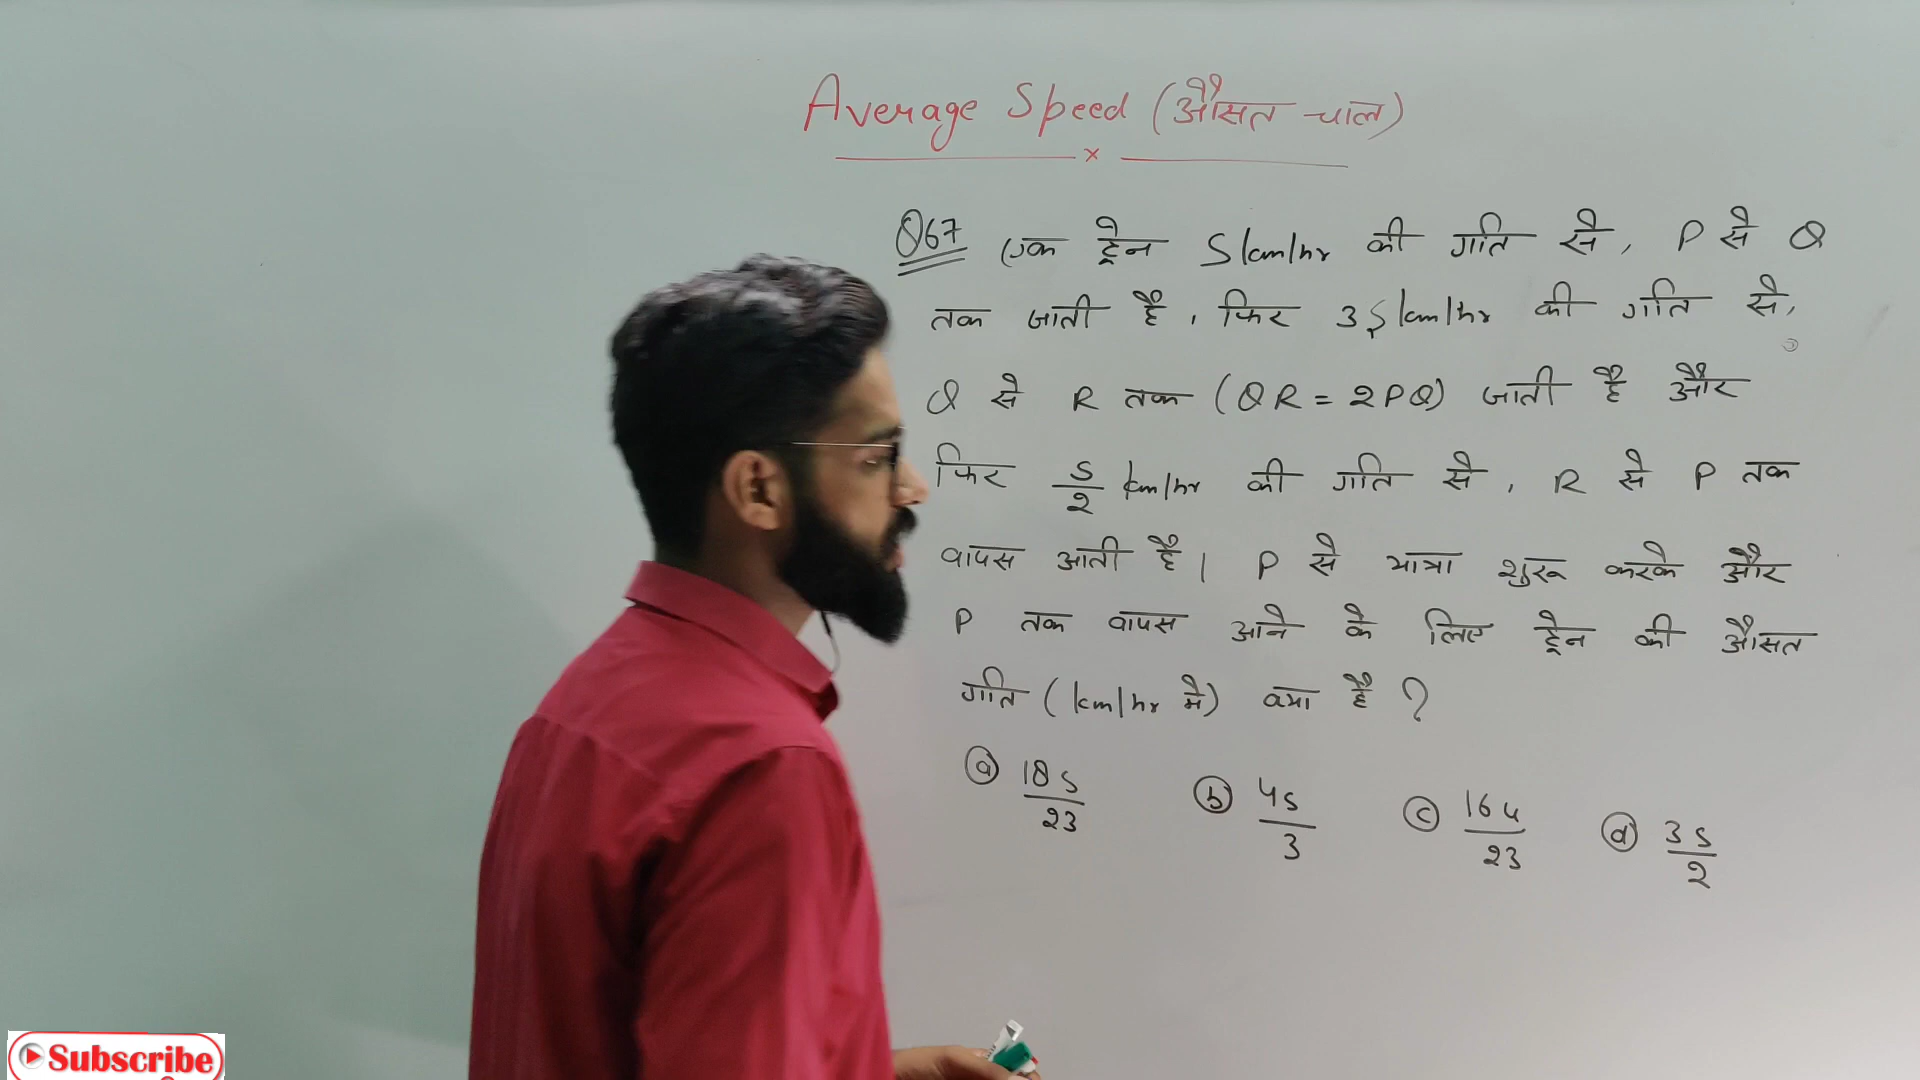 Average Speed (औसत चाल)
Q67 एक ट्रेन S km/hr की गति से, P से Q
तक जाती है, फिर 3S km/hr की गति से,
Q से R तक (QR = 2PQ) जाती है और
फिर S/2 km/hr की गति से, R से P तक
वापस आती है। P से यात्रा शुरू करके और
P तक वापस आने के लिए ट्रेन की औसत
गति (km/hr मे) क्या है ?
(a) 18s/23 (b) 4s/3 (c) 16u/23 (d) 3s/2
Subscribe